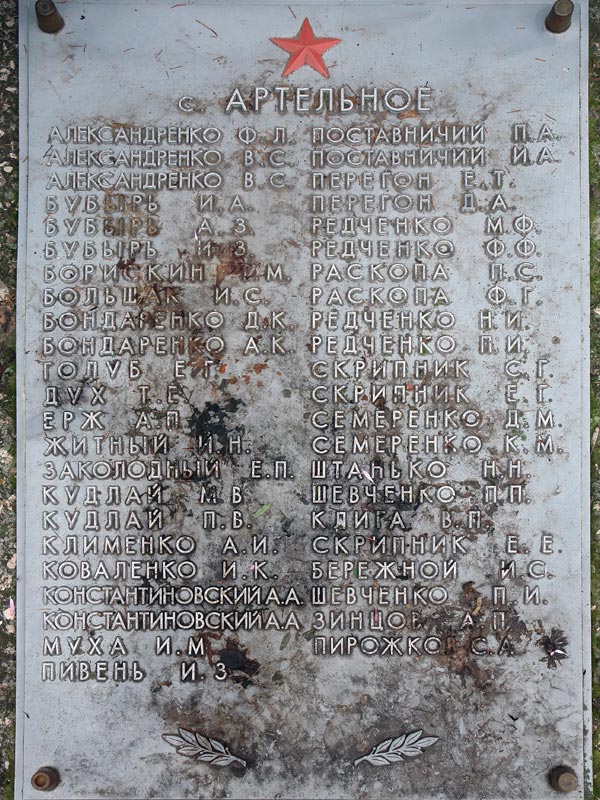 с. АРТЕЛЬНОЕ
АЛЕКСАНДРЕНКО Ф.Л.
АЛЕКСАНДРЕНКО В.С.
АЛЕКСАНДРЕНКО В.С.
БУБЫРЬ И.А.
БУБЫРЬ А.З.
БУБЫРЬ И.З.
БОРИСКИН М.
БОЛЬШАК И.С.
БОНДАРЕНКО Д.К.
БОНДАРЕНКО А.К.
ГОЛУБ Е.Г.
ДУХ Т.Е
ЕРЖ А.П.
ЖИТНЫЙ И.Н.
ЗАКОЛОДНЫЙ Е.П.
КУДЛАЙ М.В.
КУДЛАЙ П.В.
КЛИМЕНКО А.И.
КОВАЛЕНКО И.К.
КОНСТАНТИНОВСКИЙ А.А.
КОНСТАНТИНОВСКИЙ А.А.
МУХА И.М
ПИВЕНЬ И.З
ПОСТАВНИЧИЙ П.А.
ПОСТАВНИЧИЙ И.А.
ПЕРЕГОН Е.Т.
ПЕРЕГОН Д.А.
РЕДЧЕНКО М.Ф.
РЕДЧЕНКО Ф.Ф.
РАСКОПА П.С.
РАСКОПА Ф.Г.
РЕДЧЕНКО Н.И.
РЕДЧЕНКО П.И.
СКРИПНИК С.Г.
СКРИПНИК Е.Г.
СЕМЕРЕНКО Д.М.
СЕМЕРЕНКО К.М.
ШТАНЬКО Н.Н.
ШЕВЧЕНКО П.П.
КЛИГА В.П.
СКРИПНИК Е.Е.
БЕРЕЖНОЙ И.С.
ШЕВЧЕНКО П.И.
ЗИНЦОВ А.П.
ПИРОЖКОВ С.А.